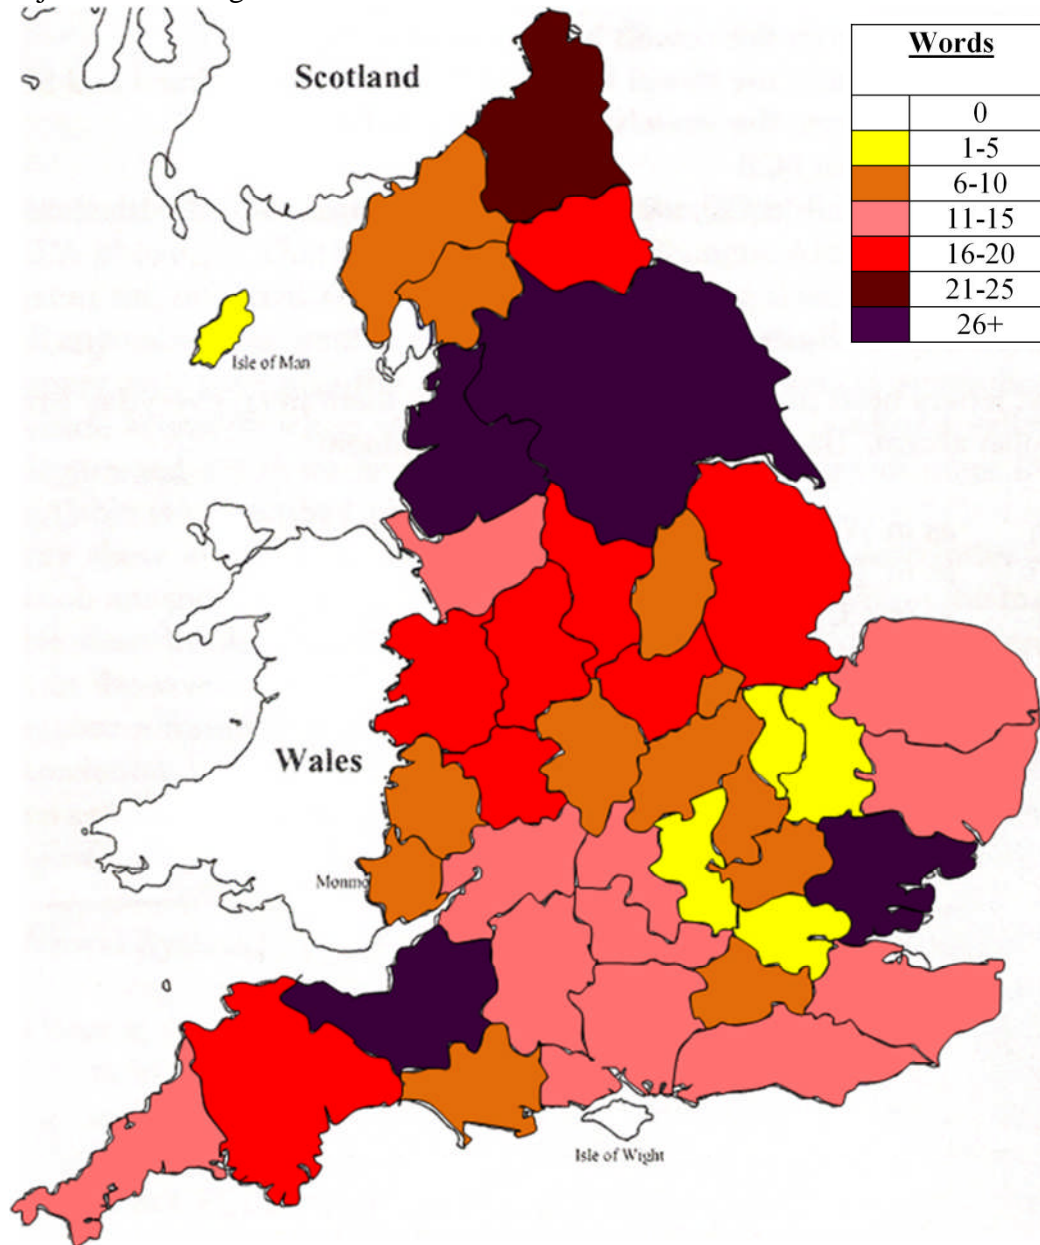 Scotland
Words
0
1-5
6-10
11-15
16-20
21-25
26+
Isle of Man
Wales
Monmo
Isle of Wight